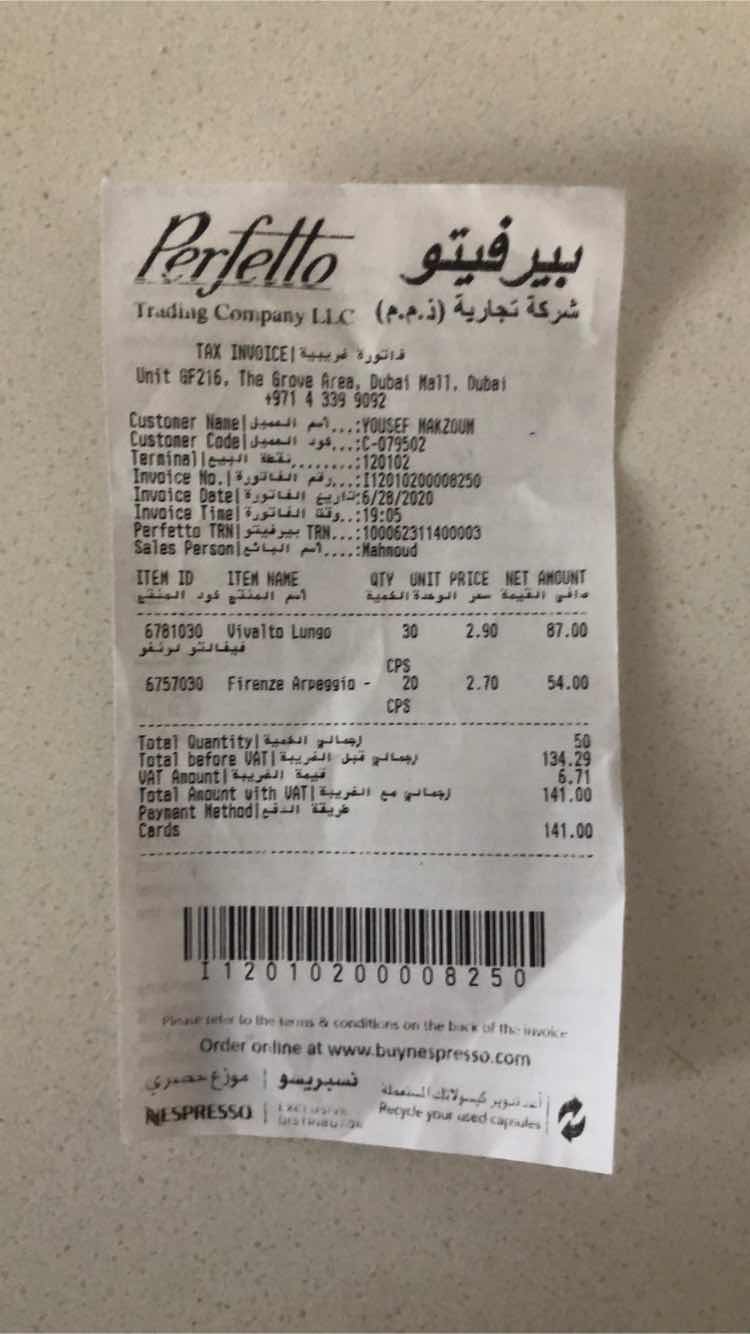 Perfetto بيرفيتو
Trading Company LLC شركة تجارية (ذ.م.م)
TAX INVOICE|فاتورة ضريبية
Unit GF216, The Grove Area, Dubai Mall, Dubai
+971 4 339 9092
Customer Name|اسم العميل...:YOUSEF MAKZOUM
Customer Code|كود العميل...:C-079502
Terminal|نقطة البيع........:120102
Invoice No.|رقم الفاتورة...:I12010200008250
Invoice Date|تاريخ الفاتورة:6/28/2020
Invoice Time|وقت الفاتورة..:19:05
Perfetto TRN|بيرفيتو TRN...:100062311400003
Sales Person|اسم البائع....:Mahmoud
ITEM ID ITEM NAME QTY UNIT PRICE NET AMOUNT
كود المنتج اسم المنتج الكمية سعر الوحدة صافي القيمة
6781030 Vivalto Lungo 30 2.90 87.00
فيفالتو لونغو
CPS
6757030 Firenze Arpeggio - 20 2.70 54.00
CPS
Total Quantity|إجمالي الكمية 50
Total before VAT|إجمالي قبل الضريبة 134.29
VAT Amount|قيمة الضريبة 6.71
Total Amount with VAT|إجمالي مع الضريبة 141.00
Payment Method|طريقة الدفع
Cards 141.00
I12010200008250
Please refer to the terms & conditions on the back of the invoice
Order online at www.buynespresso.com
نسبريسو | موزع حصري
أعد تدوير كبسولاتك المستعملة
NESPRESSO | EXCLUSIVE DISTRIBUTOR
Recycle your used capsules